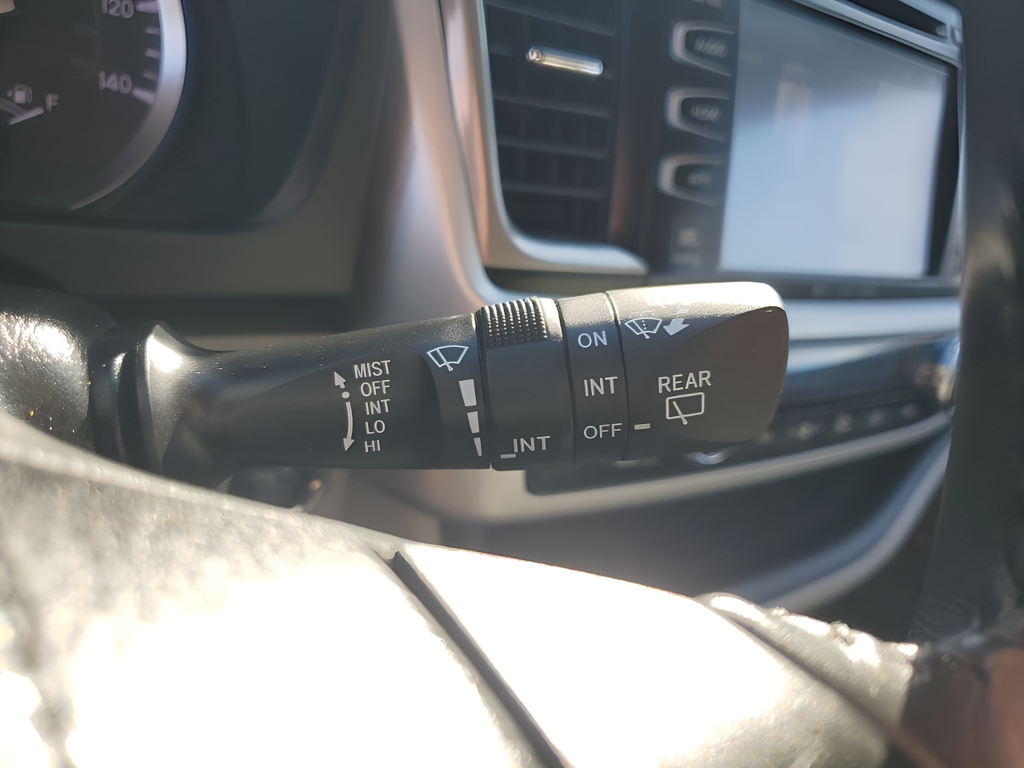 120
140
F
MIST
OFF
INT
LO
HI
INT
ON
INT
OFF
REAR